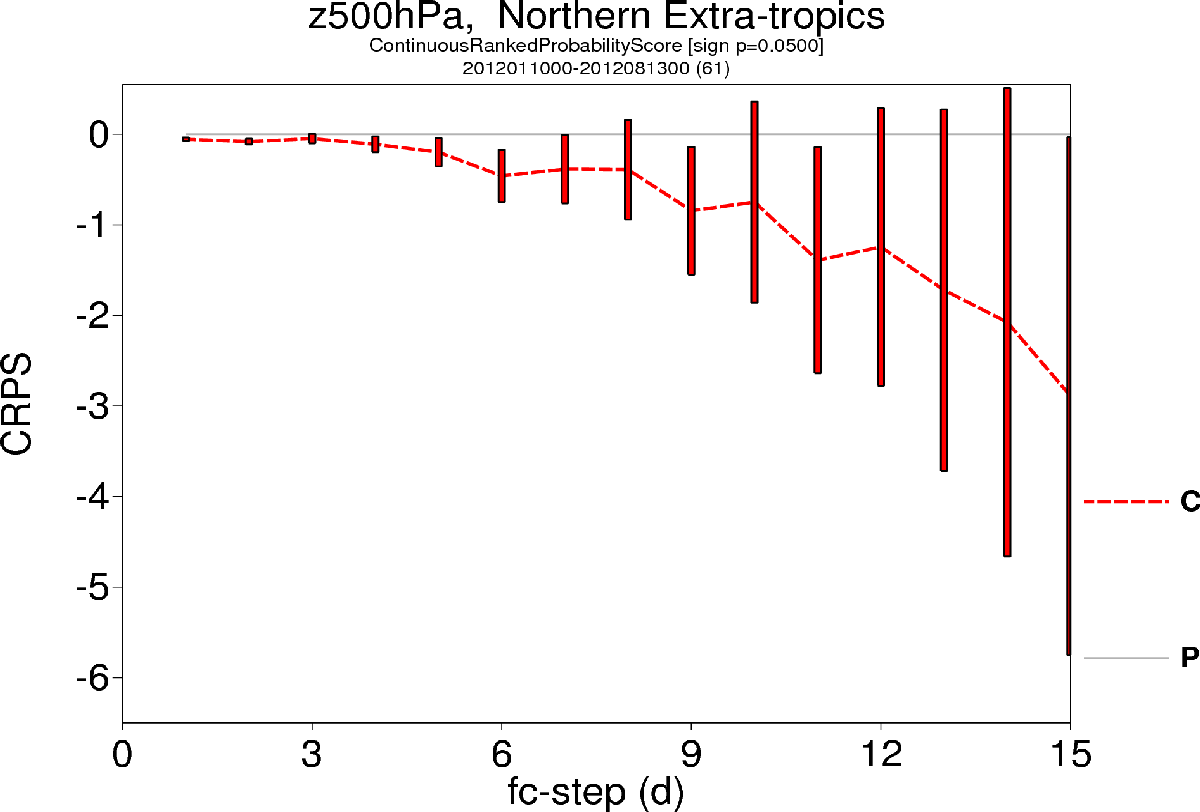 z500hPa, Northern Extra-tropics
ContinuousRankedProbabilityScore [sign p=0.0500]
2012011000-2012081300 (61)
0
-1
-2
-3
-4
-5
-6
CRPS
C
P
0 3 6 9 12 15
fc-step (d)